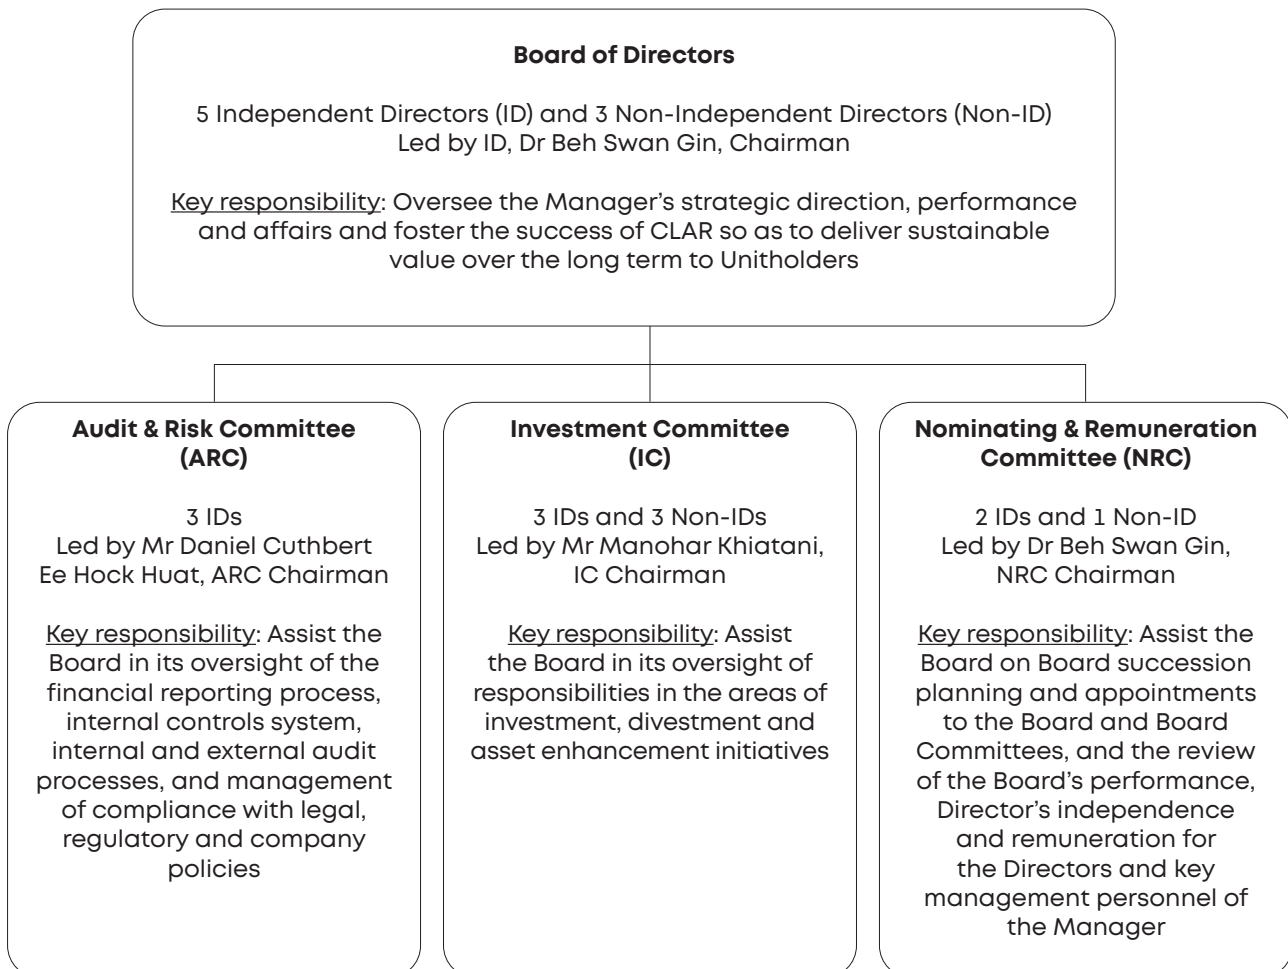 Board of Directors
5 Independent Directors (ID) and 3 Non-Independent Directors (Non-ID)
Led by ID, Dr Beh Swan Gin, Chairman
Key responsibility: Oversee the Manager’s strategic direction, performance
and affairs and foster the success of CLAR so as to deliver sustainable
value over the long term to Unitholders
Audit & Risk Committee
(ARC)
3 IDs
Led by Mr Daniel Cuthbert
Ee Hock Huat, ARC Chairman
Key responsibility: Assist the
Board in its oversight of the
financial reporting process,
internal controls system,
internal and external audit
processes, and management
of compliance with legal,
regulatory and company
policies
Investment Committee
(IC)
3 IDs and 3 Non-IDs
Led by Mr Manohar Khiatani,
IC Chairman
Key responsibility: Assist
the Board in its oversight of
responsibilities in the areas of
investment, divestment and
asset enhancement initiatives
Nominating & Remuneration
Committee (NRC)
2 IDs and 1 Non-ID
Led by Dr Beh Swan Gin,
NRC Chairman
Key responsibility: Assist the
Board on Board succession
planning and appointments
to the Board and Board
Committees, and the review
of the Board’s performance,
Director’s independence
and remuneration for
the Directors and key
management personnel of
the Manager